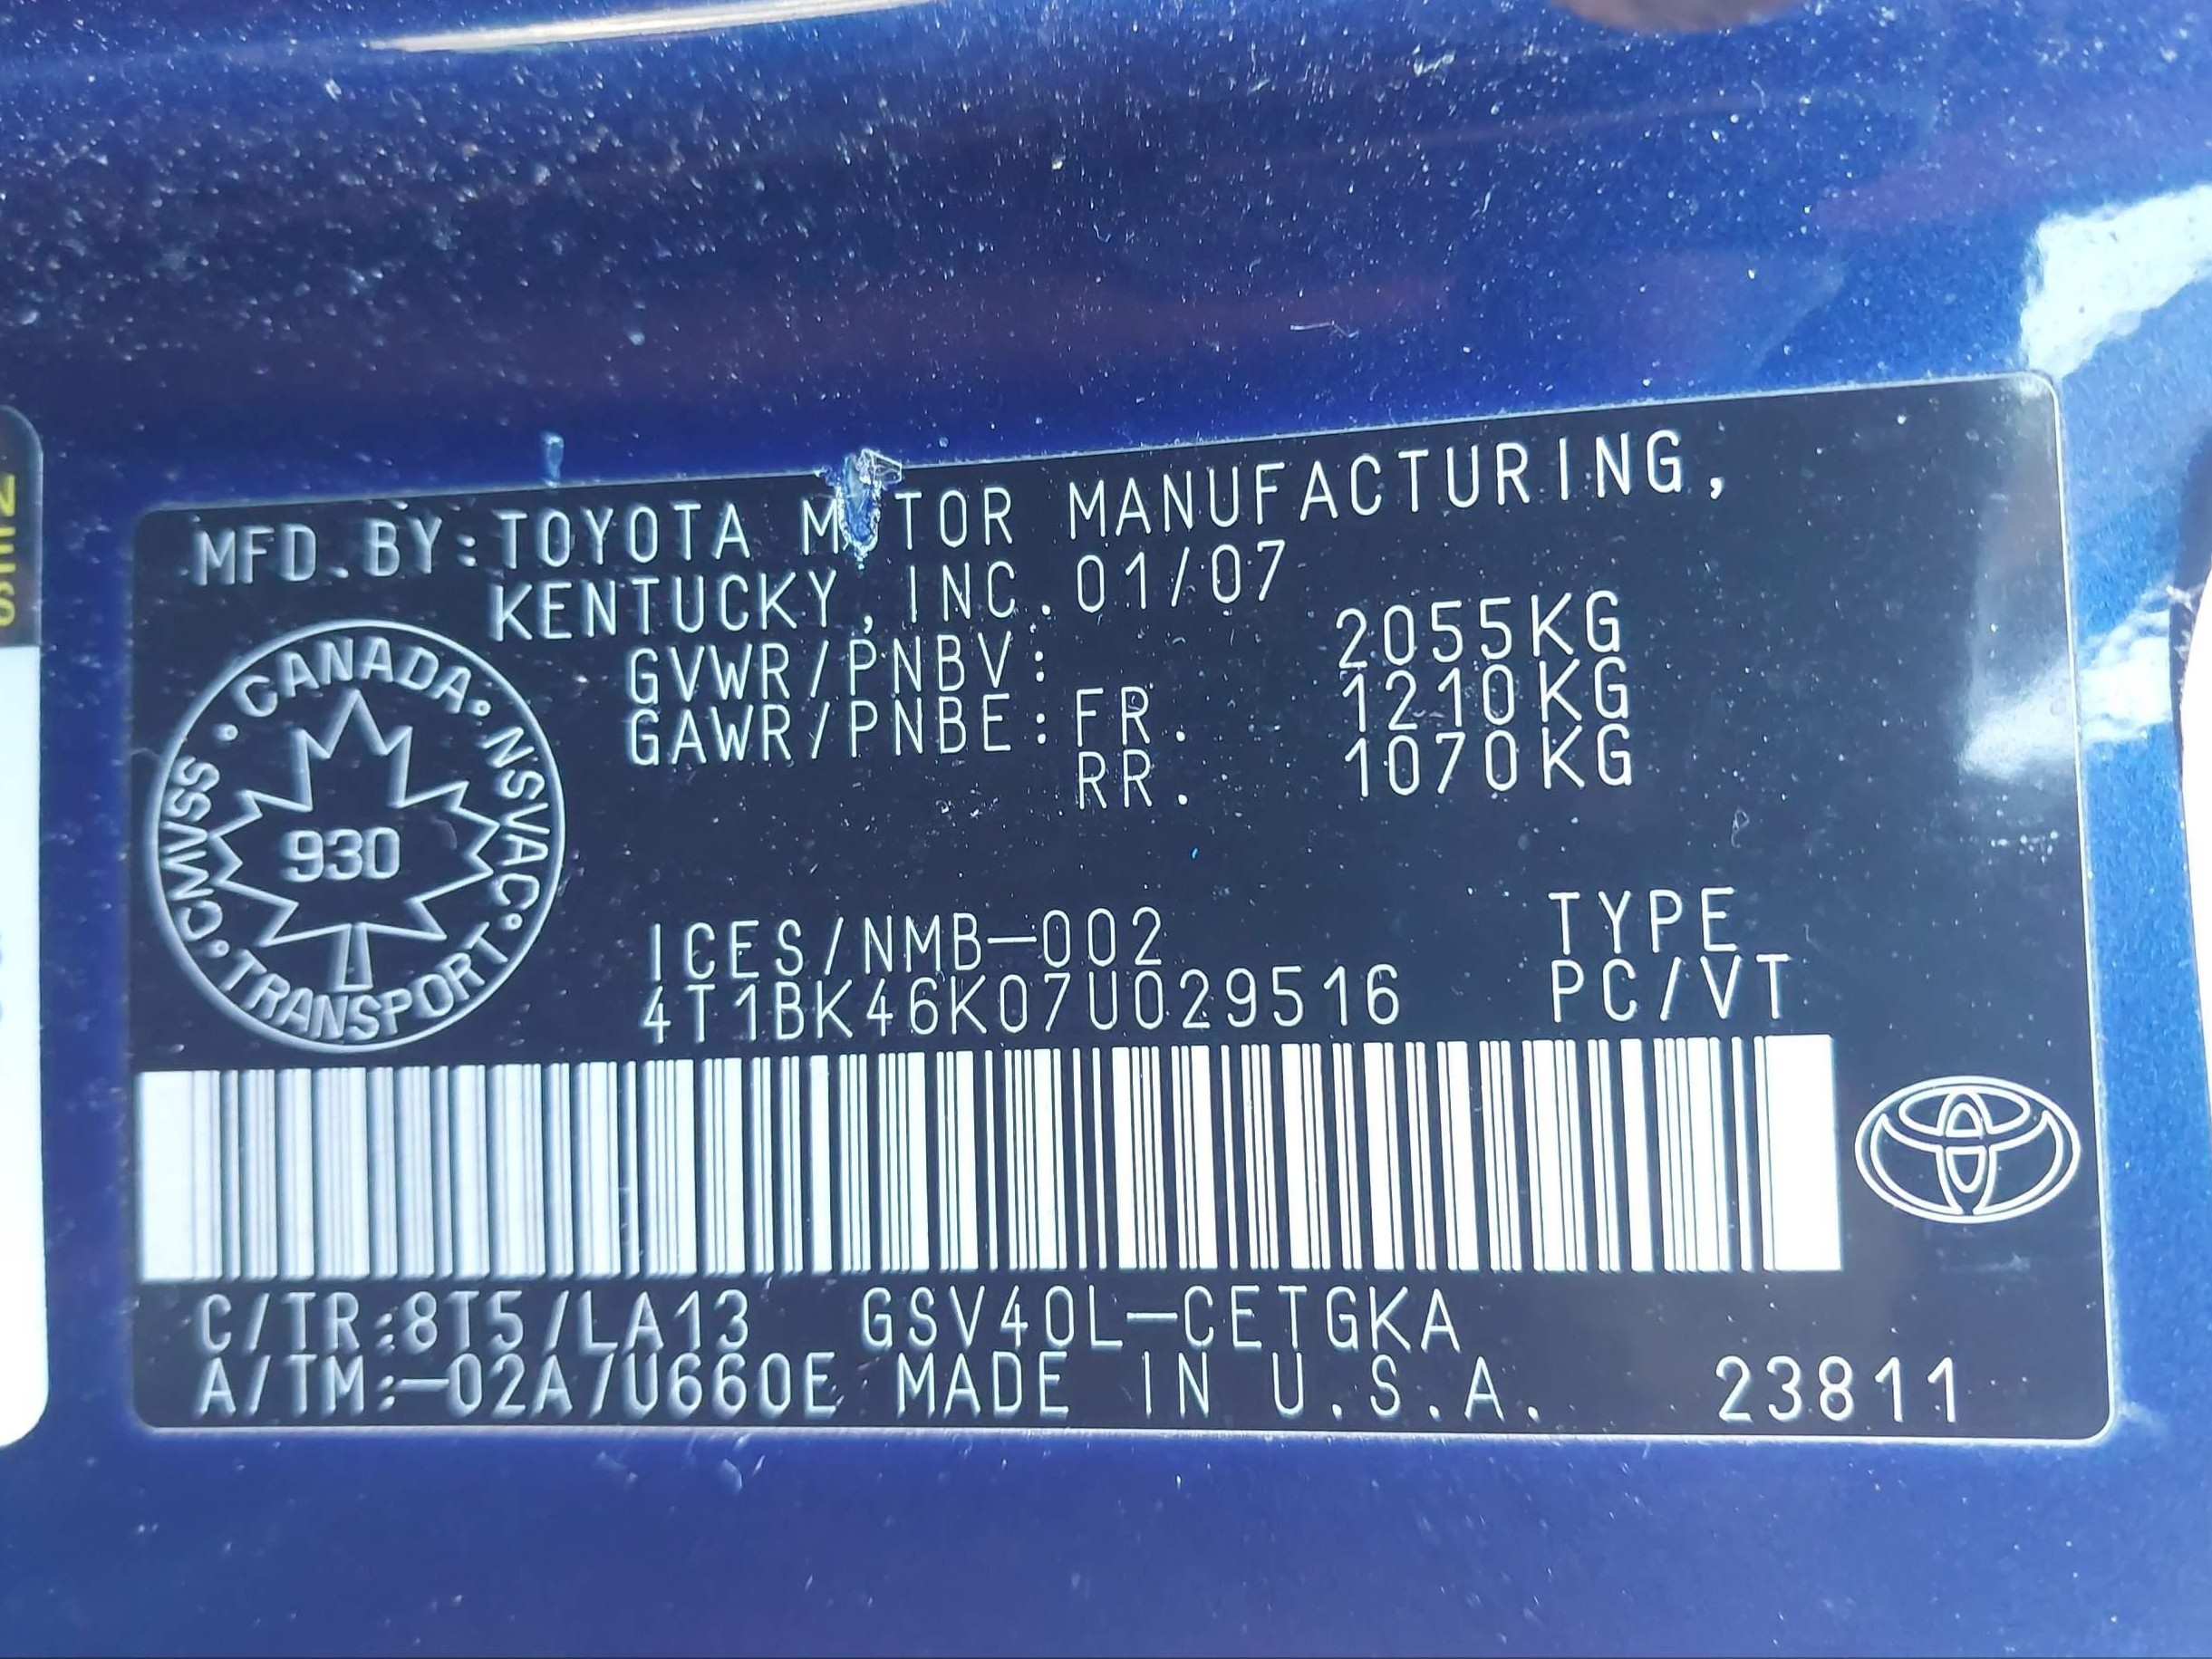 MFD.BY:TOYOTA MOTOR MANUFACTURING,
KENTUCKY, INC. 01/07
GVWR/PNBV: 2055KG
GAWR/PNBE: FR. 1210KG
RR. 1070KG
CANADA · NSVAC · TRANSPORT · CMVSS ·
930
ICES/NMB-002 TYPE
4T1BK46K07U029516 PC/VT
C/TR:8T5/LA13 GSV40L-CETGKA
A/TM:-02A/U660E MADE IN U.S.A. 23811